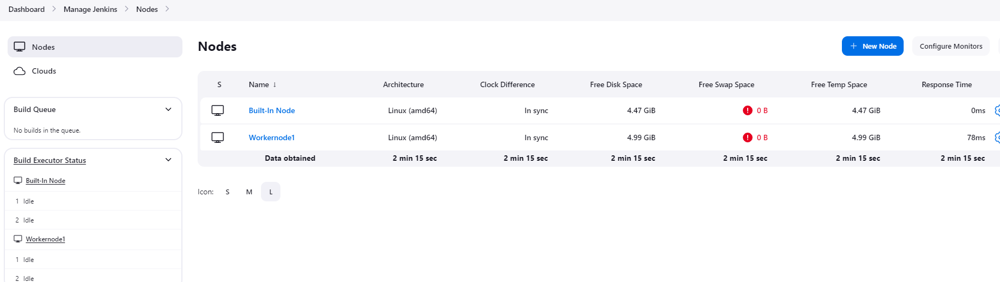 Dashboard > Manage Jenkins > Nodes >
Nodes
Clouds
Build Queue
No builds in the queue.
Build Executor Status
Built-In Node
1 Idle
2 Idle
Workernode1
1 Idle
2 Idle
Nodes
+ New Node
Configure Monitors
S Name ↓ Architecture Clock Difference Free Disk Space Free Swap Space Free Temp Space Response Time
Built-In Node Linux (amd64) In sync 4.47 GiB ! 0 B 4.47 GiB 0ms
Workernode1 Linux (amd64) In sync 4.99 GiB ! 0 B 4.99 GiB 78ms
Data obtained 2 min 15 sec 2 min 15 sec 2 min 15 sec 2 min 15 sec 2 min 15 sec 2 min 15 sec
Icon: S M L